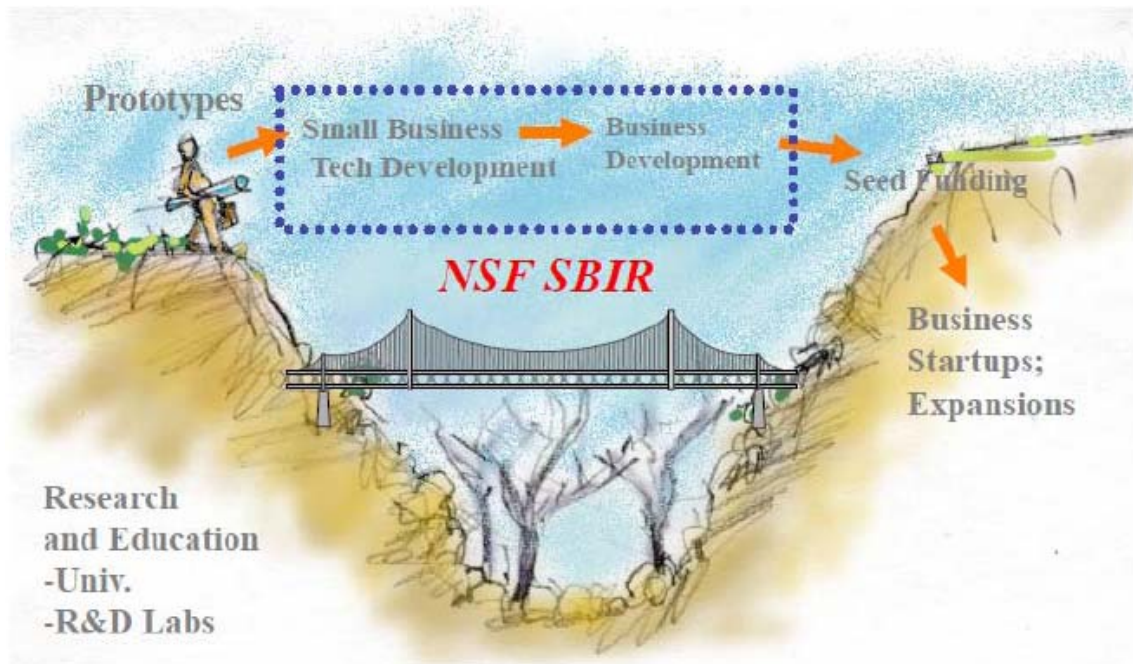 Prototypes
Small Business
Tech Development
Business
Development
Seed Funding
NSF SBIR
Business
Startups;
Expansions
Research
and Education
-Univ.
-R&D Labs